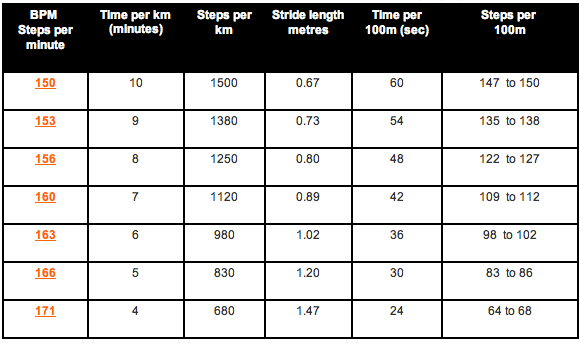 BPM Steps per minute Time per km (minutes) Steps per km Stride length metres Time per 100m (sec) Steps per 100m
150 10 1500 0.67 60 147 to 150
153 9 1380 0.73 54 135 to 138
156 8 1250 0.80 48 122 to 127
160 7 1120 0.89 42 109 to 112
163 6 980 1.02 36 98 to 102
166 5 830 1.20 30 83 to 86
171 4 680 1.47 24 64 to 68